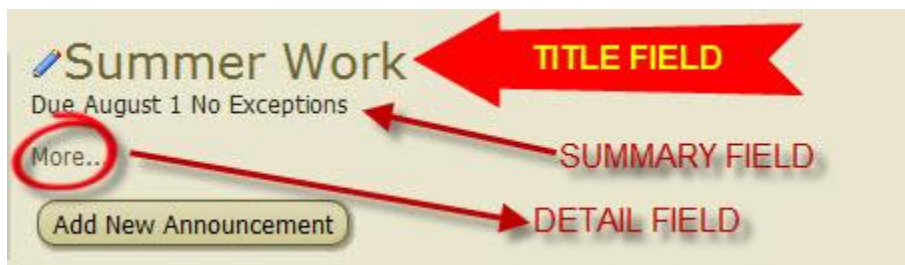 Summer Work
TITLE FIELD
Due August 1 No Exceptions
More...
SUMMARY FIELD
DETAIL FIELD
Add New Announcement